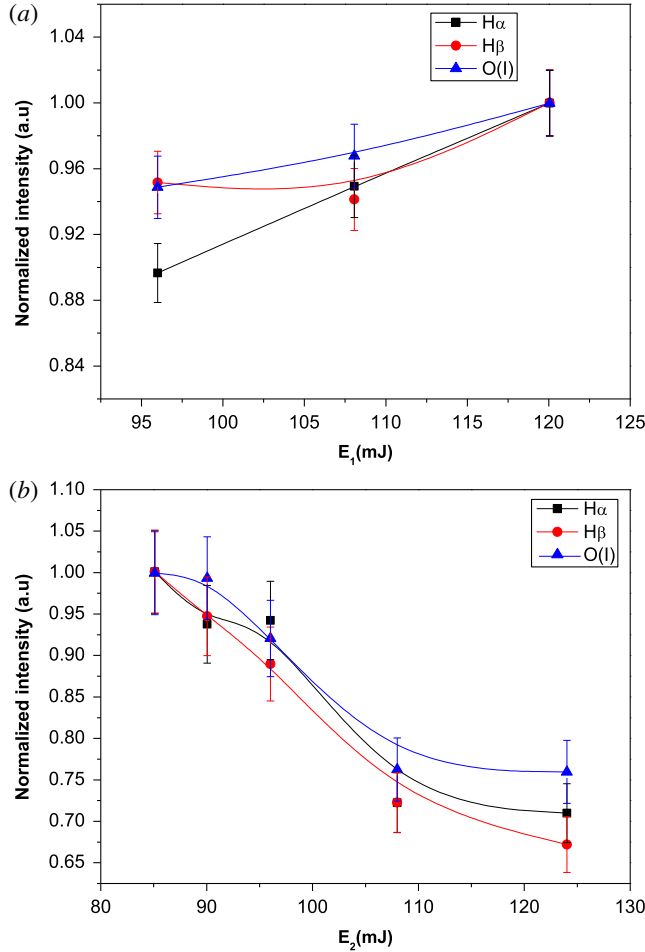 (a)
1.04
1.00
0.96
0.92
0.88
0.84
Normalized intensity (a.u)
Hα
Hβ
O(I)
95 100 105 110 115 120 125
E₁(mJ)
(b)
1.10
1.05
1.00
0.95
0.90
0.85
0.80
0.75
0.70
0.65
Normalized intensity (a.u)
Hα
Hβ
O(I)
80 90 100 110 120 130
E₂(mJ)